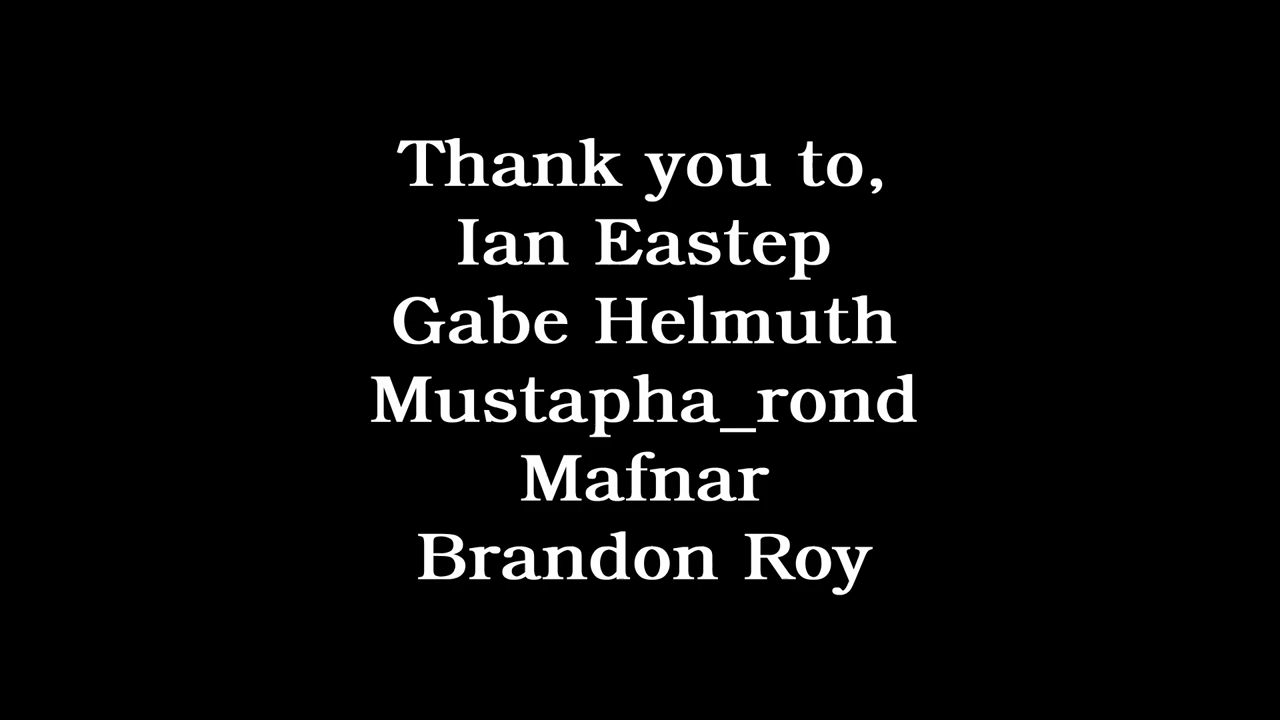 Thank you to,
Ian Eastep
Gabe Helmuth
Mustapha_rond
Mafnar
Brandon Roy